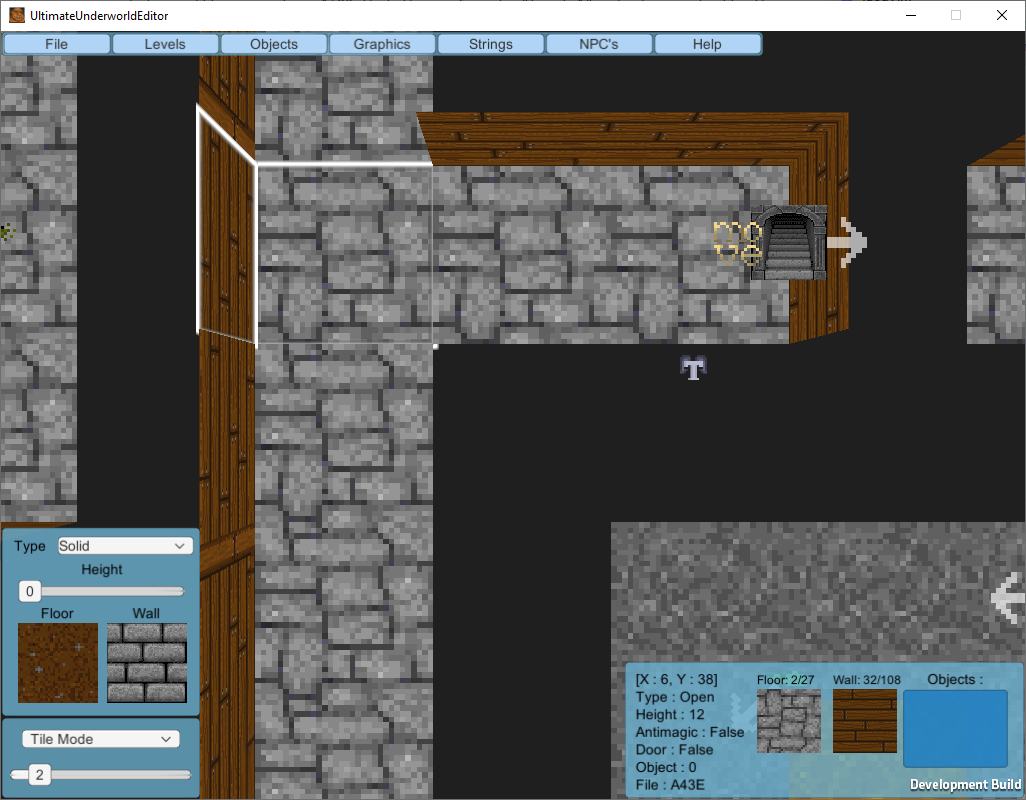 UltimateUnderworldEditor
File Levels Objects Graphics Strings NPC's Help
T
Type Solid
Height
0
Floor Wall
Tile Mode
2
[X : 6, Y : 38]
Type : Open
Height : 12
Antimagic : False
Door : False
Object : 0
File : A43E
Floor: 2/27
Wall: 32/108
Objects :
Development Build